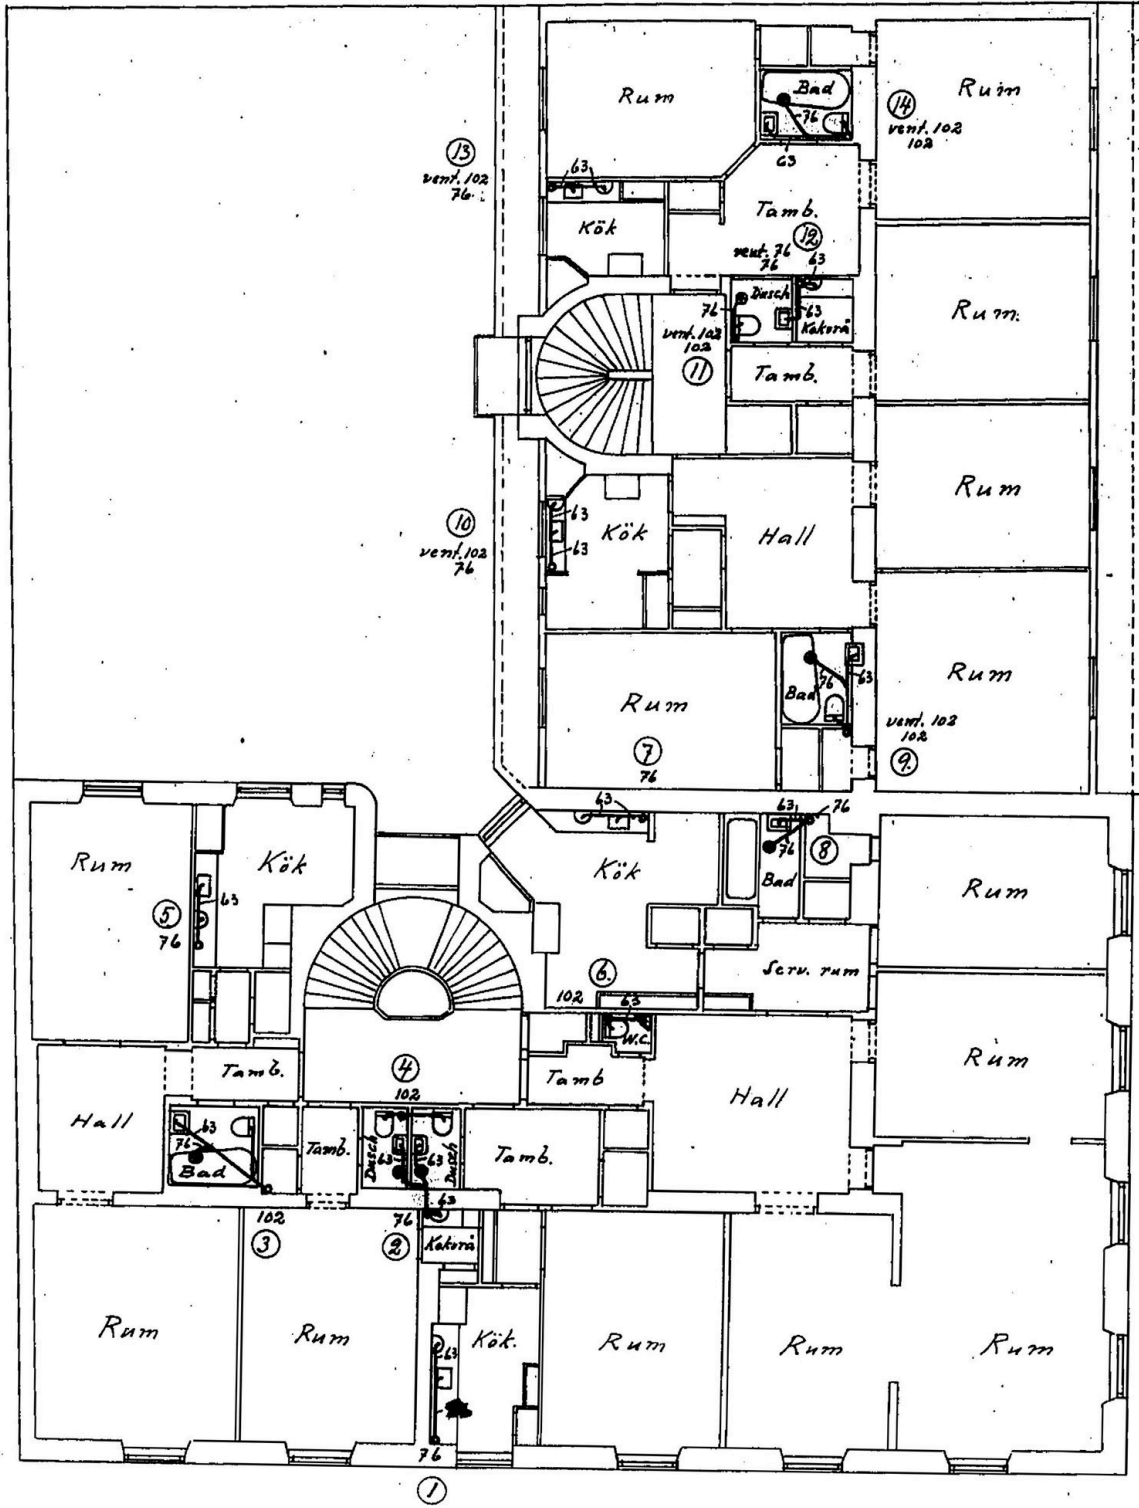 Rum
Bad
76
63
14
vent. 102
102
Rum
13
vent. 102
76
63
Kök
Tamb.
12
vent. 76
76
63
Dusch
76
63
Kokvrå
Rum.
vent. 102
102
11
Tamb.
10
vent. 102
76
63
63
Kök
Hall
Rum
Rum
7
76
Bad
76
63
Rum
vent. 102
102
9.
63
63
76
76
8
Kök
Bad
Rum
Rum
Kök
63
5
76
6.
102
Serv. rum
63
W.C.
Rum
Tamb.
4
102
Tamb
Hall
Hall
63
76
Bad
Tamb.
Dusch
63
63
Dusch
Tamb.
102
3
76
2
63
Kokvrå
Rum
Rum
63
Kök.
Rum
Rum
Rum
76
1